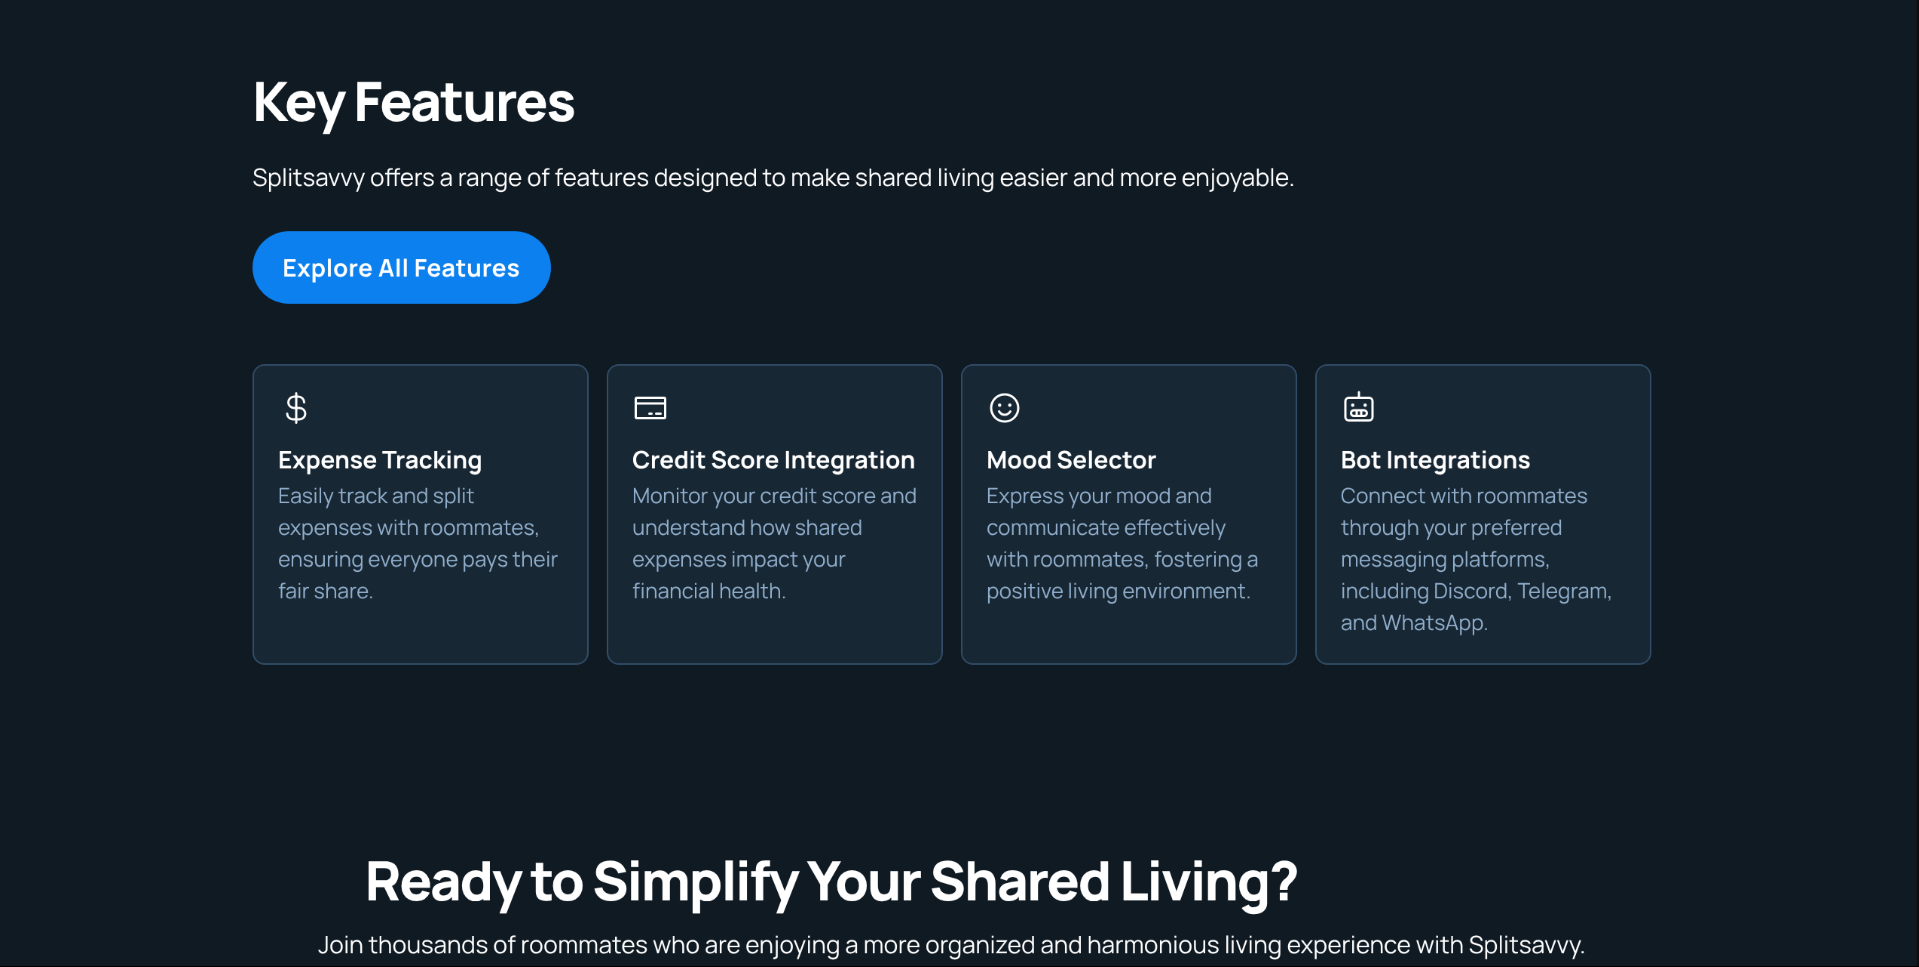 Key Features
Splitsavvy offers a range of features designed to make shared living easier and more enjoyable.
Explore All Features
Expense Tracking
Easily track and split
expenses with roommates,
ensuring everyone pays their
fair share.
Credit Score Integration
Monitor your credit score and
understand how shared
expenses impact your
financial health.
Mood Selector
Express your mood and
communicate effectively
with roommates, fostering a
positive living environment.
Bot Integrations
Connect with roommates
through your preferred
messaging platforms,
including Discord, Telegram,
and WhatsApp.
Ready to Simplify Your Shared Living?
Join thousands of roommates who are enjoying a more organized and harmonious living experience with Splitsavvy.